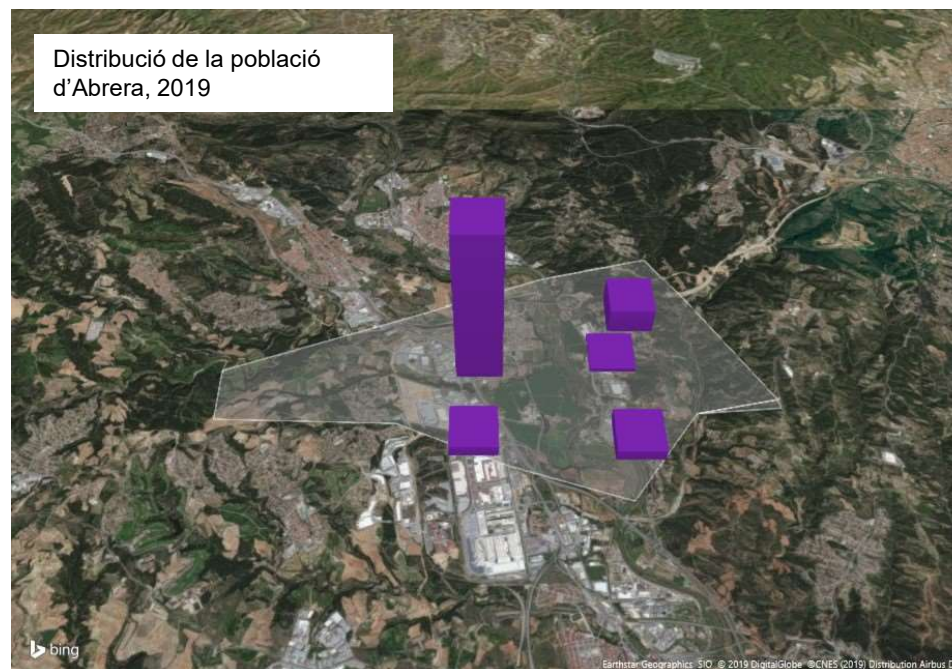 Distribució de la població
d’Abrera, 2019
bing
Earthstar Geographics SIO © 2019 DigitalGlobe ©CNES (2019) Distribution Airbus